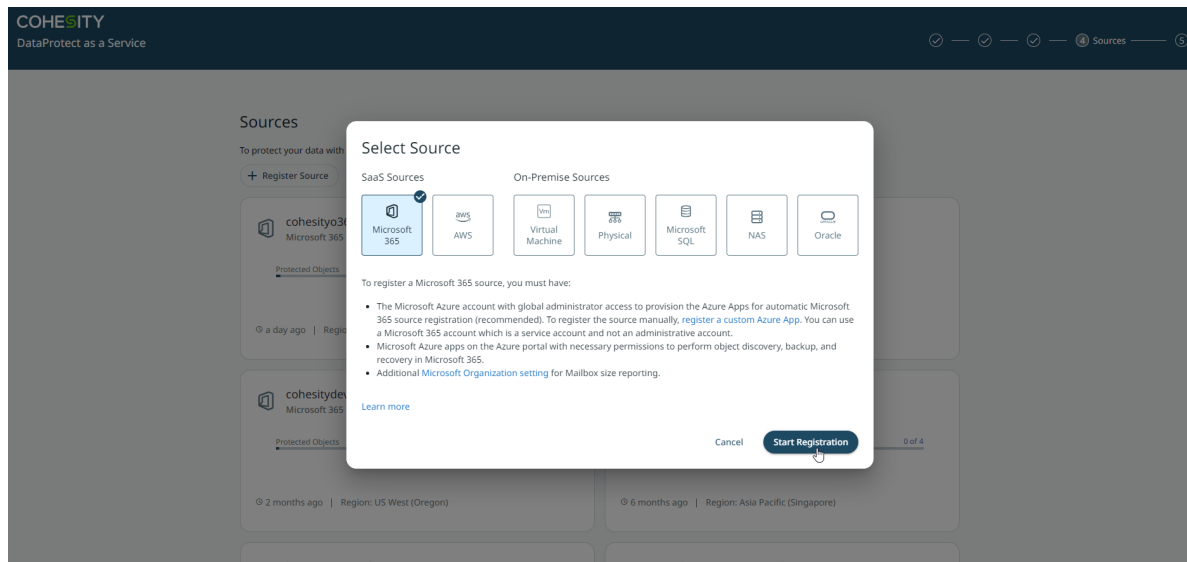 COHESITY
DataProtect as a Service
4 Sources
5
Sources
To protect your data with
+ Register Source
cohesityo36
Microsoft 365
Protected Objects
a day ago | Regio
Select Source
SaaS Sources
On-Premise Sources
Microsoft 365
aws
AWS
Vm
Virtual Machine
Physical
Microsoft SQL
NAS
Oracle
To register a Microsoft 365 source, you must have:
• The Microsoft Azure account with global administrator access to provision the Azure Apps for automatic Microsoft
365 source registration (recommended). To register the source manually, register a custom Azure App. You can use
a Microsoft 365 account which is a service account and not an administrative account.
• Microsoft Azure apps on the Azure portal with necessary permissions to perform object discovery, backup, and
recovery in Microsoft 365.
• Additional Microsoft Organization setting for Mailbox size reporting.
Learn more
Cancel
Start Registration
cohesitydev
Microsoft 365
Protected Objects
0 of 4
2 months ago | Region: US West (Oregon)
6 months ago | Region: Asia Pacific (Singapore)